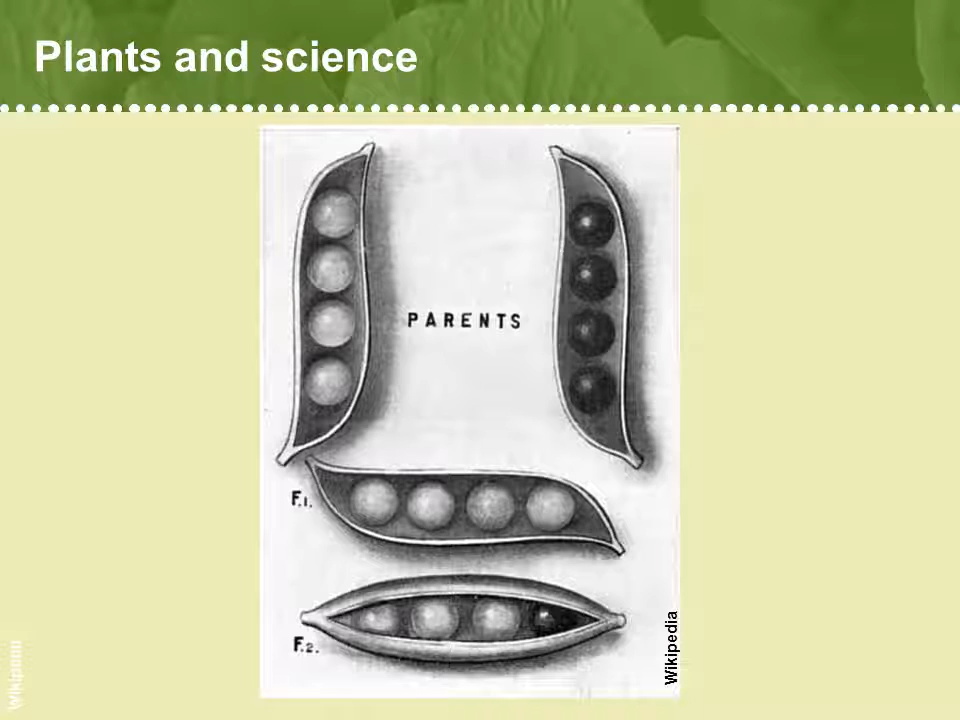 Plants and science
PARENTS
F.1.
F.2.
Wikipedia